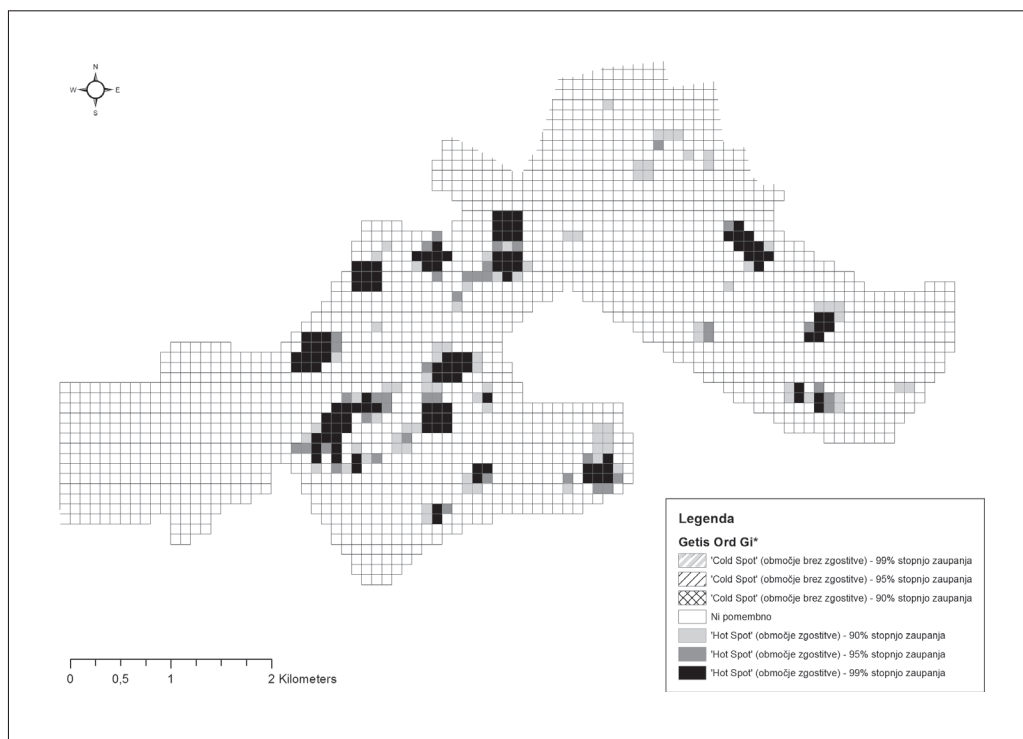 N
W E
S
Legenda
Getis Ord Gi*
'Cold Spot' (območje brez zgostitve) - 99% stopnjo zaupanja
'Cold Spot' (območje brez zgostitve) - 95% stopnjo zaupanja
'Cold Spot' (območje brez zgostitve) - 90% stopnjo zaupanja
Ni pomembno
'Hot Spot' (območje zgostitve) - 90% stopnjo zaupanja
'Hot Spot' (območje zgostitve) - 95% stopnjo zaupanja
'Hot Spot' (območje zgostitve) - 99% stopnjo zaupanja
0 0,5 1 2 Kilometers